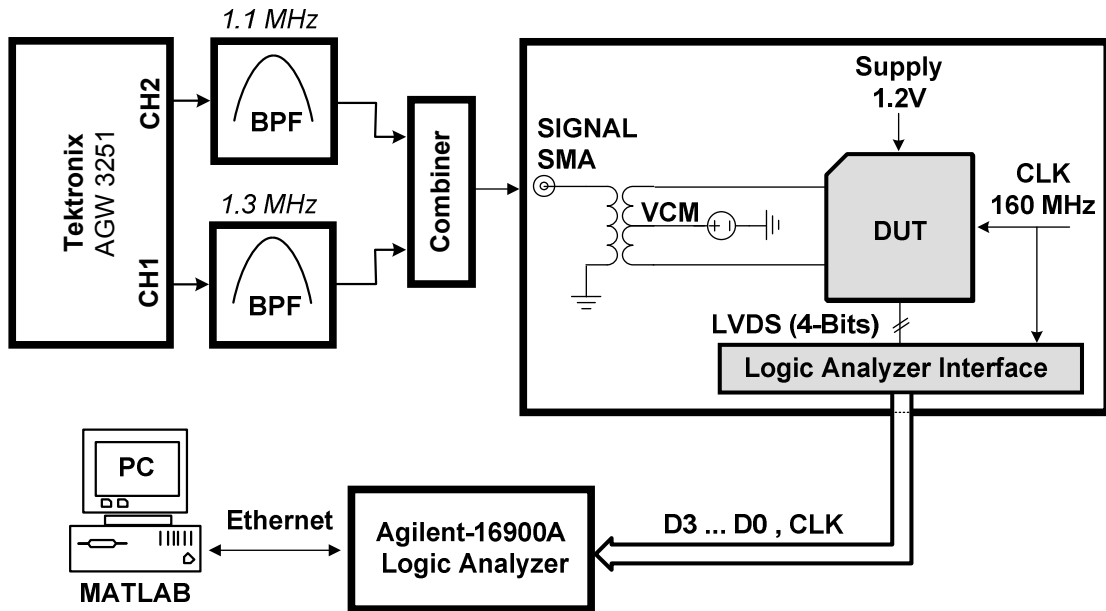 1.1 MHz
Tektronix
AGW 3251
CH2
CH1
BPF
1.3 MHz
BPF
Combiner
SIGNAL
SMA
VCM
+ -
Supply
1.2V
DUT
CLK
160 MHz
LVDS (4-Bits)
Logic Analyzer Interface
PC
MATLAB
Ethernet
Agilent-16900A
Logic Analyzer
D3 ... D0 , CLK